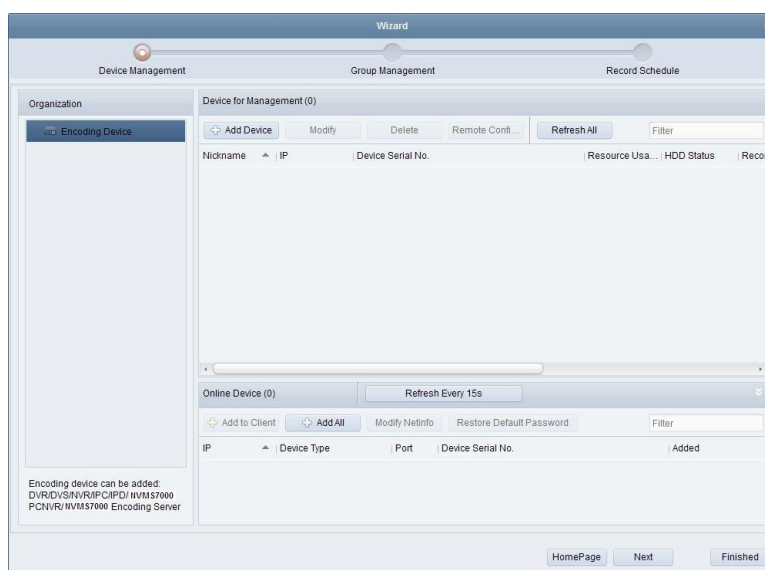 Wizard
Device Management
Group Management
Record Schedule
Organization
Encoding Device
Encoding device can be added:
DVR/DVS/NVR/IPC/IPD/ NVMS7000
PCNVR/ NVMS7000 Encoding Server
Device for Management (0)
Add Device Modify Delete Remote Confi... Refresh All Filter
Nickname IP Device Serial No. Resource Usa... HDD Status Reco
Online Device (0) Refresh Every 15s
Add to Client Add All Modify Netinfo Restore Default Password Filter
IP Device Type Port Device Serial No. Added
HomePage Next Finished